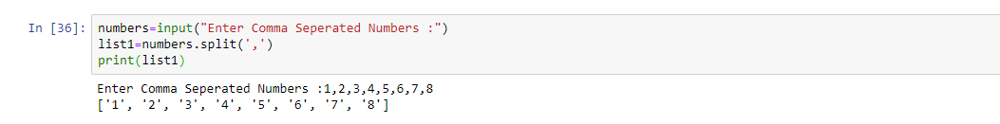 In [36]: numbers=input("Enter Comma Seperated Numbers :")
list1=numbers.split(',')
print(list1)
Enter Comma Seperated Numbers :1,2,3,4,5,6,7,8
['1', '2', '3', '4', '5', '6', '7', '8']